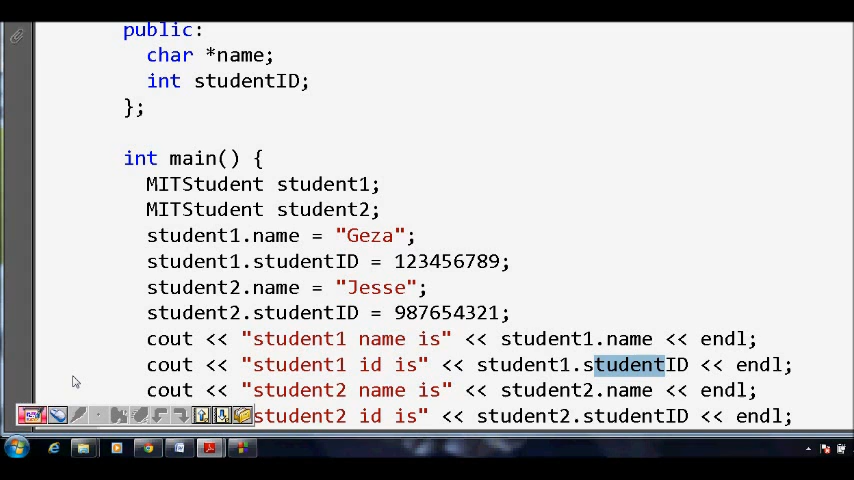 public:
char *name;
int studentID;
};
int main() {
MITStudent student1;
MITStudent student2;
student1.name = "Geza";
student1.studentID = 123456789;
student2.name = "Jesse";
student2.studentID = 987654321;
cout << "student1 name is" << student1.name << endl;
cout << "student1 id is" << student1.studentID << endl;
cout << "student2 name is" << student2.name << endl;
student2 id is" << student2.studentID << endl;